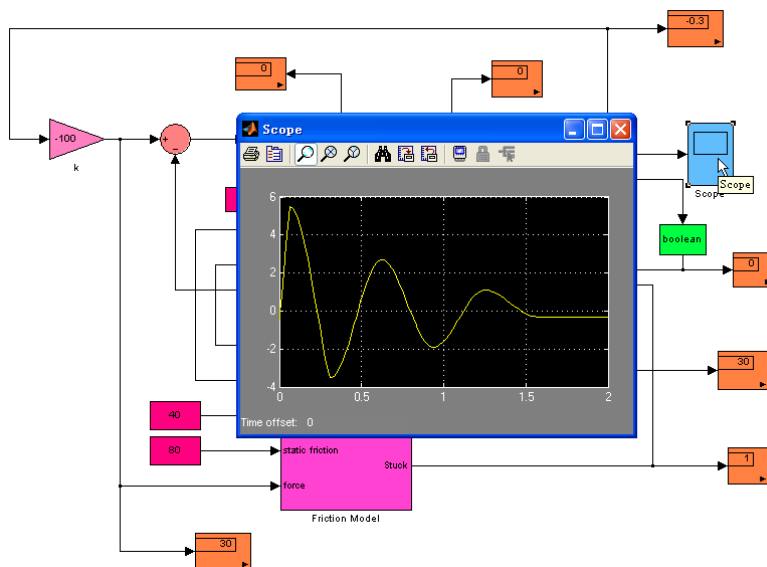 -0.3
0
0
-100
k
+
-
Scope
Scope
Scope
boolean
0
6
4
2
0
-2
-4
0
0.5
1
1.5
2
Time offset: 0
30
40
60
static friction
Stuck
1
force
Friction Model
30